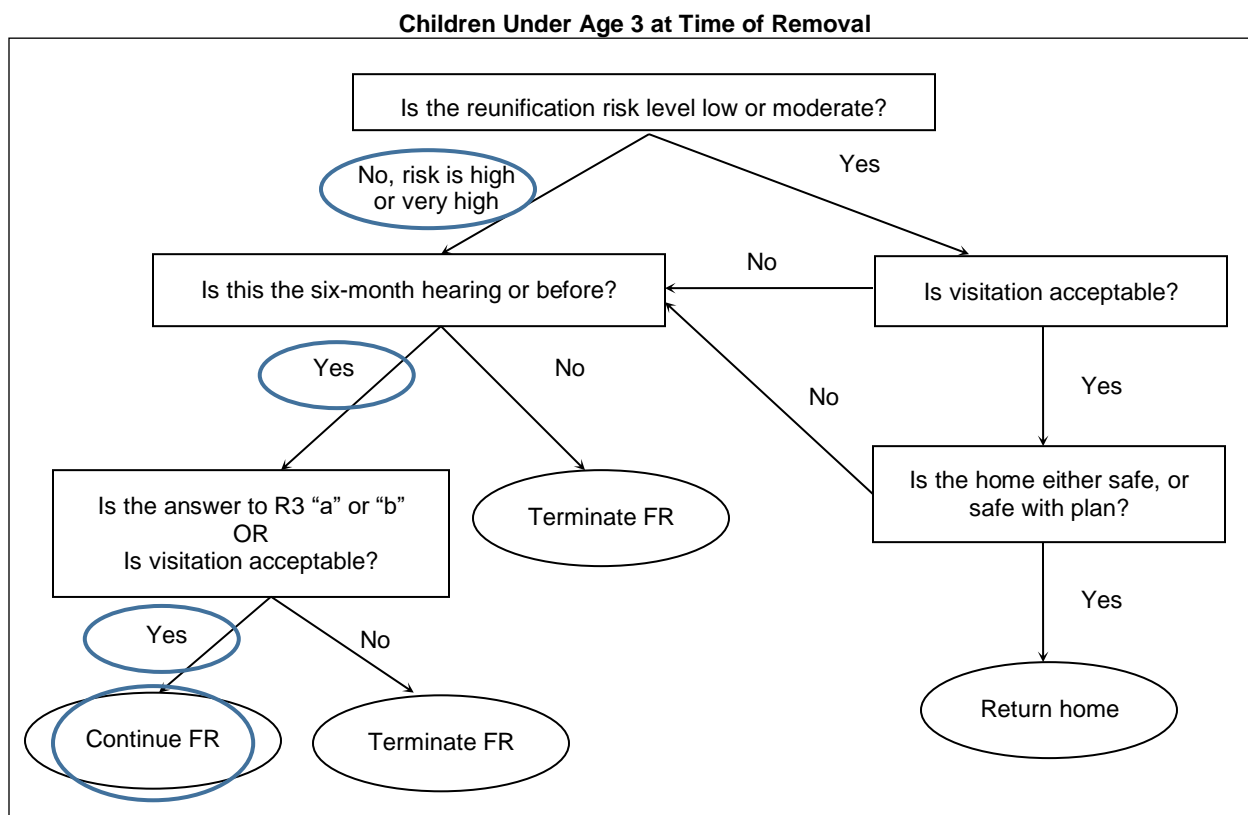 Children Under Age 3 at Time of Removal
Is the reunification risk level low or moderate?
No, risk is high
or very high
Yes
Is this the six-month hearing or before?
No
Is visitation acceptable?
Yes
No
No
Yes
Is the answer to R3 “a” or “b”
OR
Is visitation acceptable?
Terminate FR
Is the home either safe, or
safe with plan?
Yes
No
Yes
Continue FR
Terminate FR
Return home